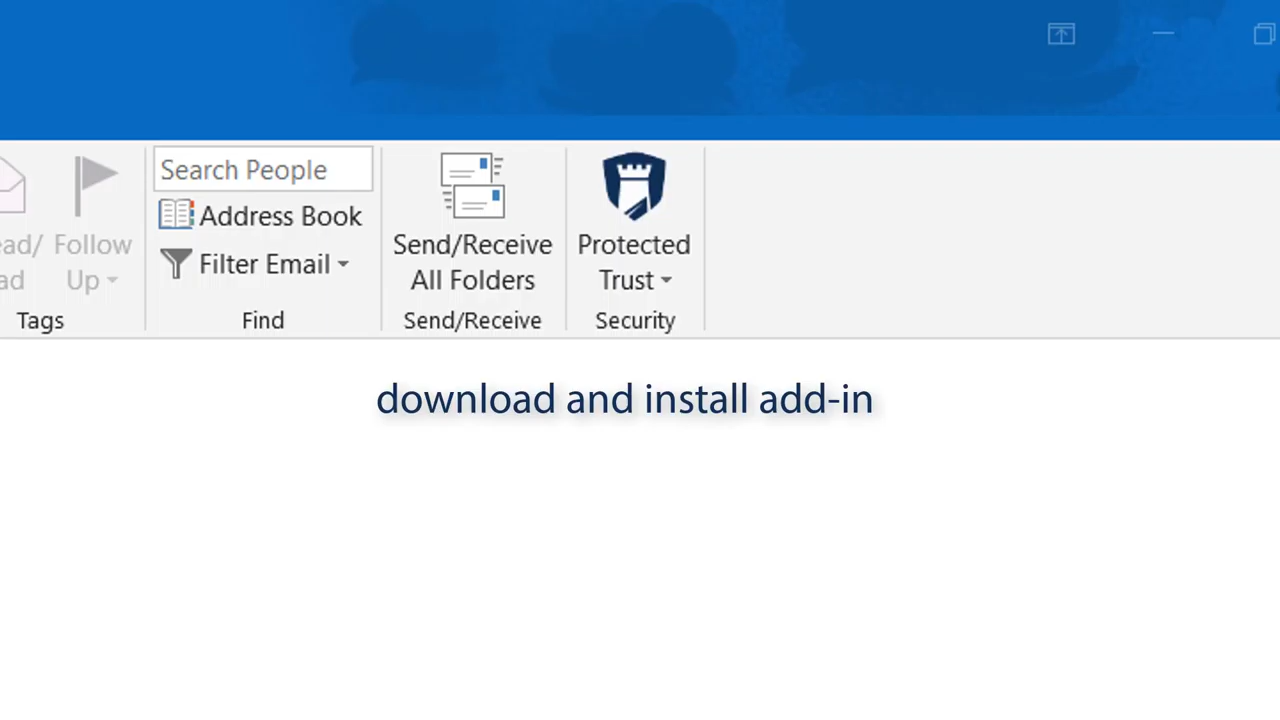 Search People
Address Book
Filter Email
Find
Follow
Up
Tags
Send/Receive
All Folders
Send/Receive
Protected
Trust
Security
download and install add-in